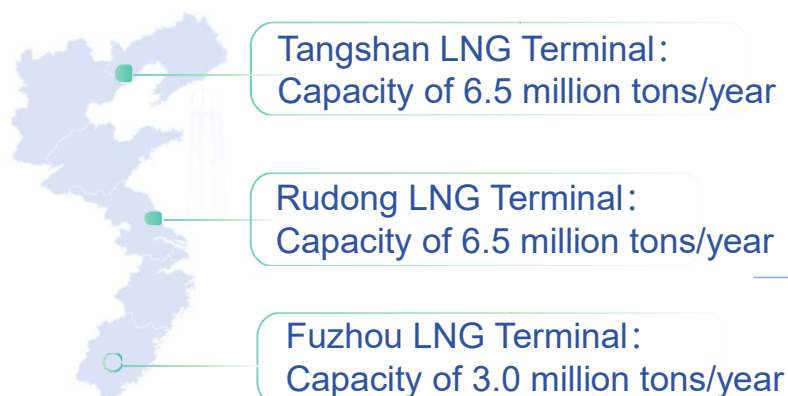 Tangshan LNG Terminal：
Capacity of 6.5 million tons/year
Rudong LNG Terminal：
Capacity of 6.5 million tons/year
Fuzhou LNG Terminal：
Capacity of 3.0 million tons/year